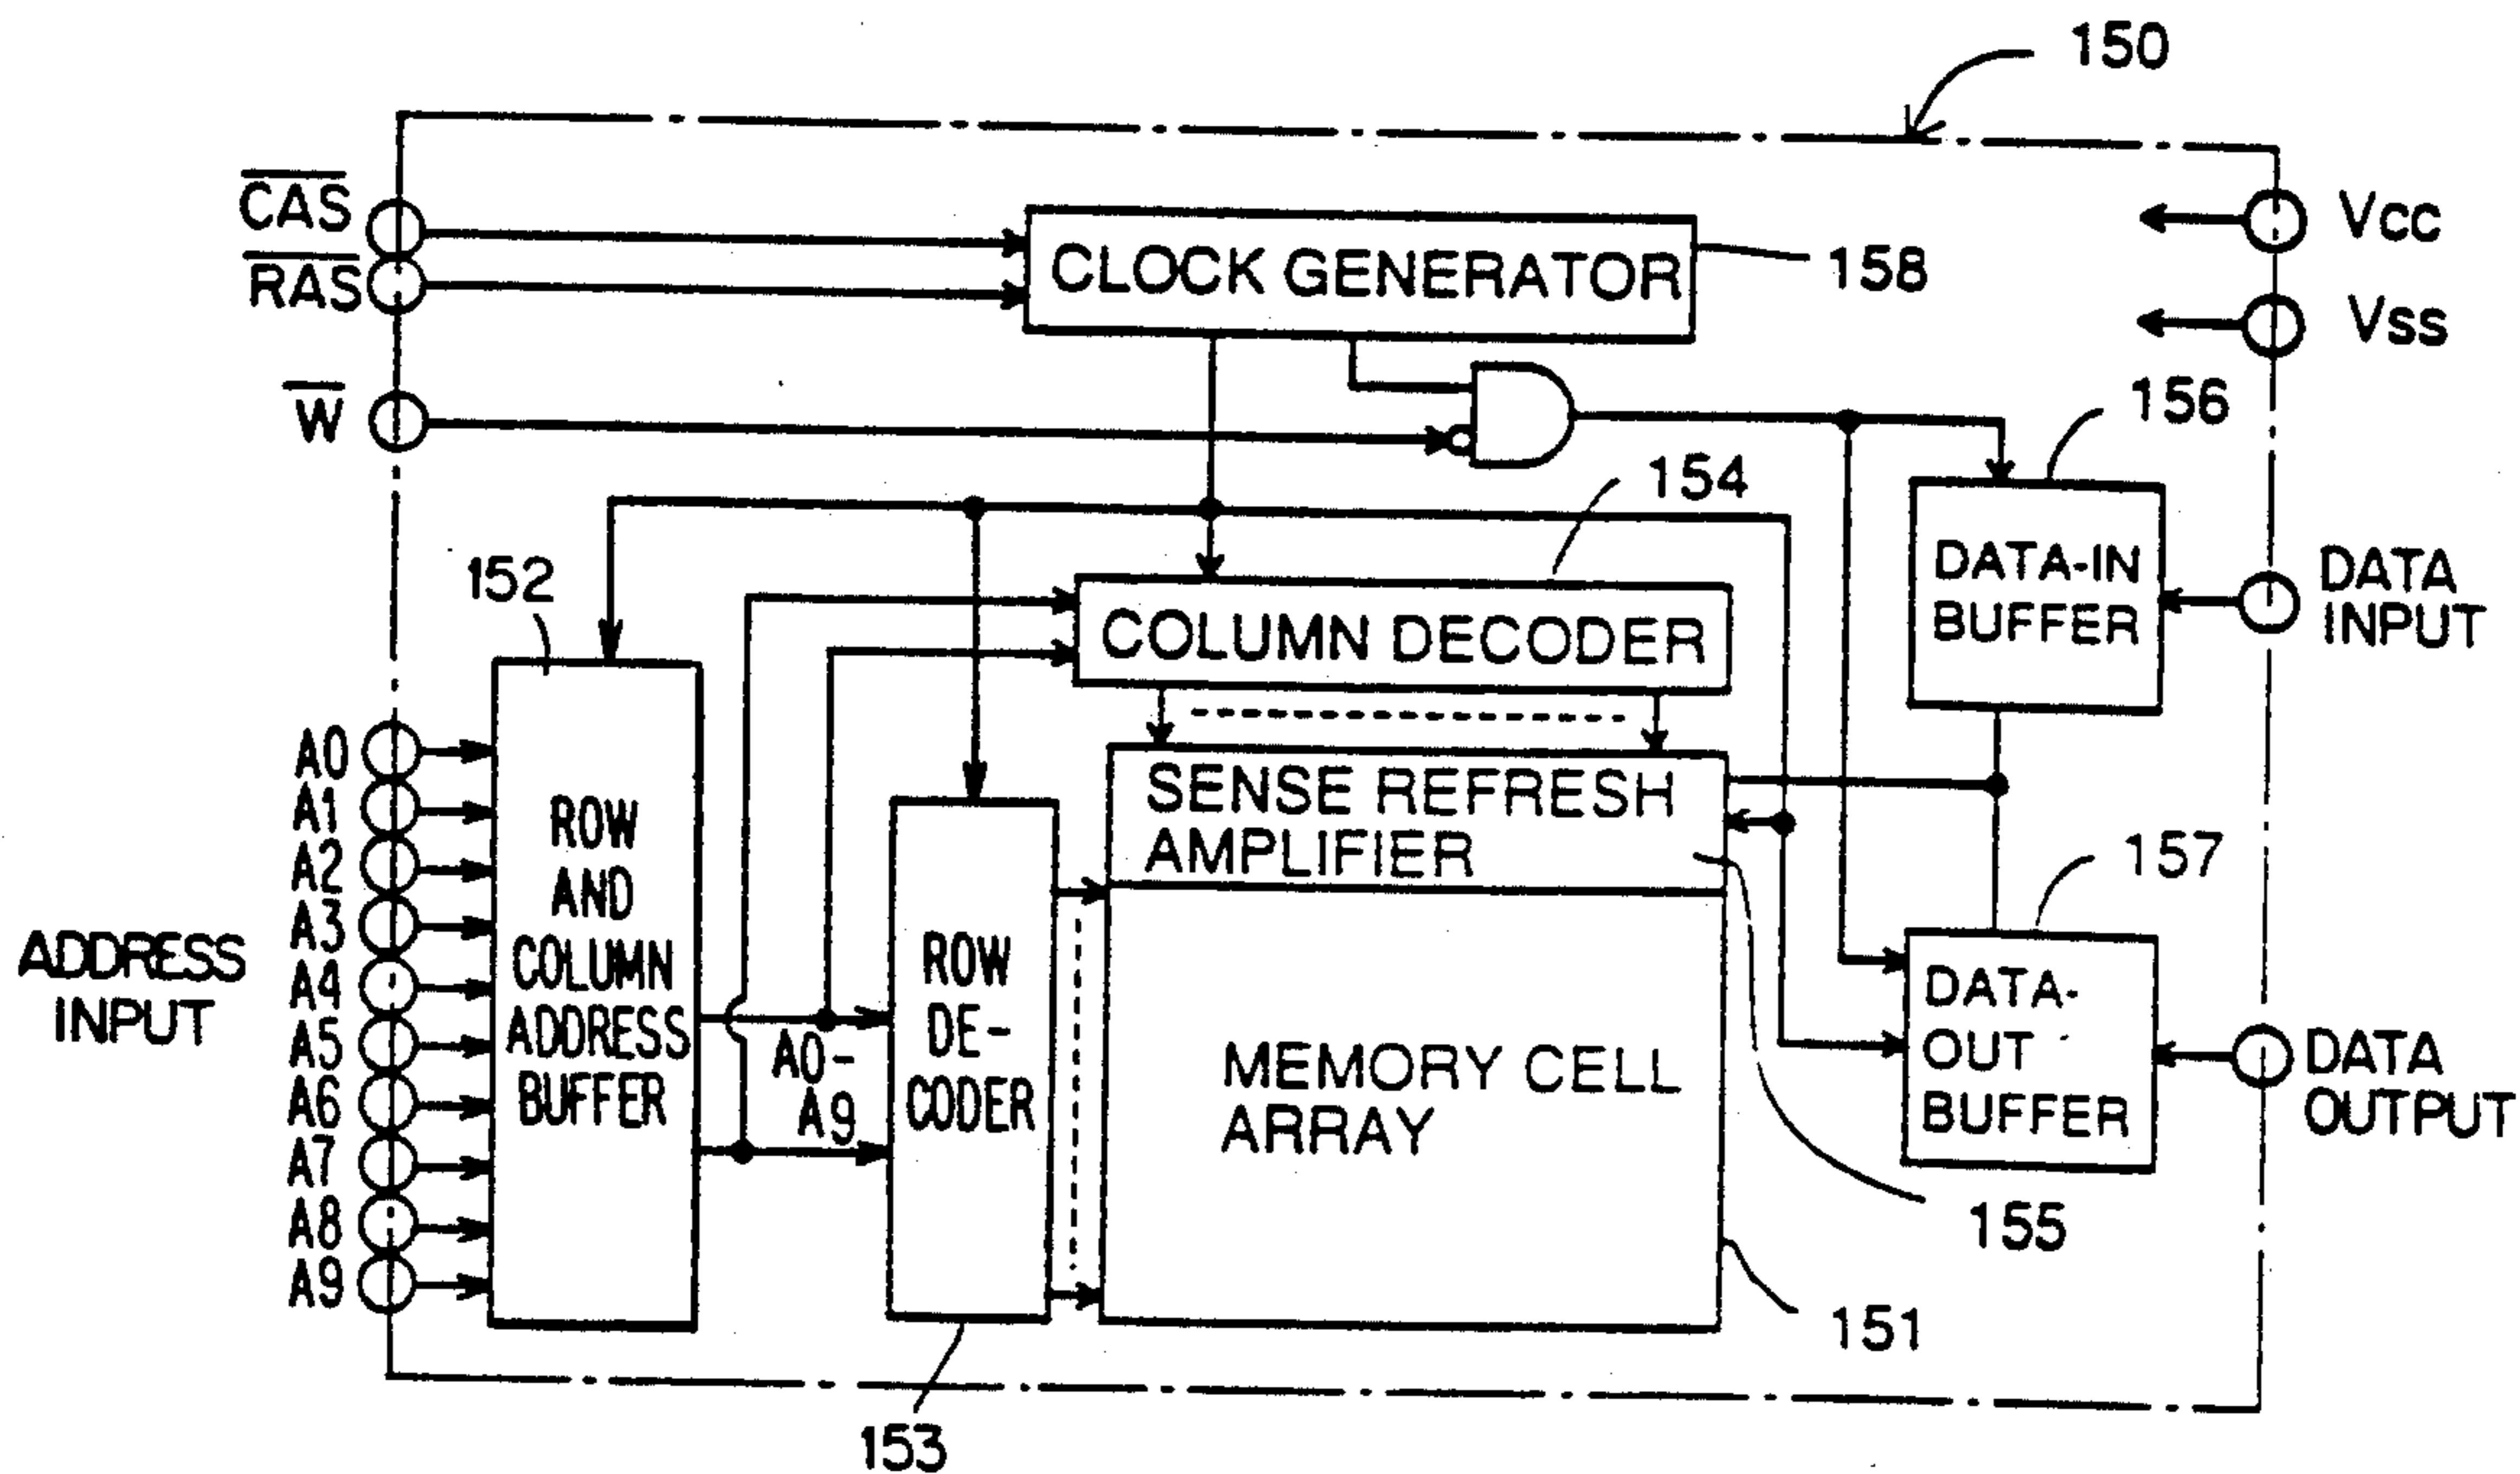 150
C̅A̅S̅
R̅A̅S̅
W̅
CLOCK GENERATOR
158
VCC
VSS
156
154
152
DATA-IN
BUFFER
DATA
INPUT
COLUMN DECODER
SENSE REFRESH
AMPLIFIER
157
ADDRESS
INPUT
A0
A1
A2
A3
A4
A5
A6
A7
A8
A9
ROW
AND
COLUMN
ADDRESS
BUFFER
A0-
A9
ROW
DE-
CODER
MEMORY CELL
ARRAY
DATA-
OUT
BUFFER
DATA
OUTPUT
155
151
153